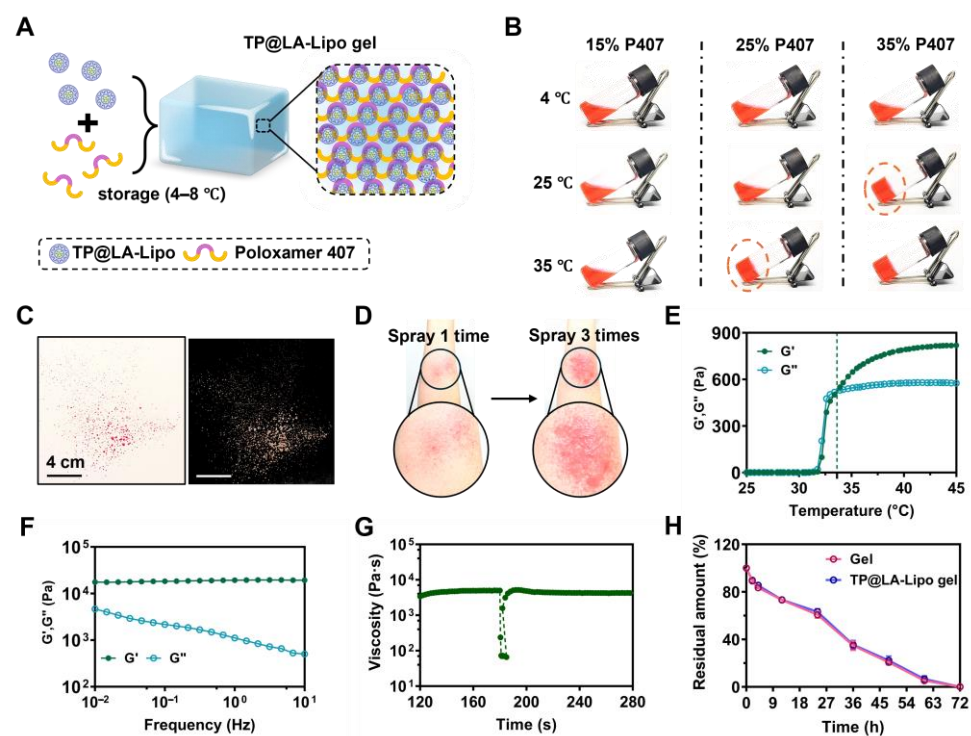 A
TP@LA-Lipo gel
storage (4–8 ℃)
TP@LA-Lipo
Poloxamer 407
B
15% P407
25% P407
35% P407
4 ℃
25 ℃
35 ℃
C
4 cm
D
Spray 1 time
Spray 3 times
E
G',G'' (Pa)
900
600
300
0
G'
G''
25
30
35
40
45
Temperature (°C)
F
G',G'' (Pa)
10⁵
10⁴
10³
10²
G'
G''
10⁻²
10⁻¹
10⁰
10¹
Frequency (Hz)
G
Viscosity (Pa·s)
10⁵
10⁴
10³
10²
10¹
120
160
200
240
280
Time (s)
H
Residual amount (%)
120
80
40
0
Gel
TP@LA-Lipo gel
0
9
18
27
36
45
54
63
72
Time (h)